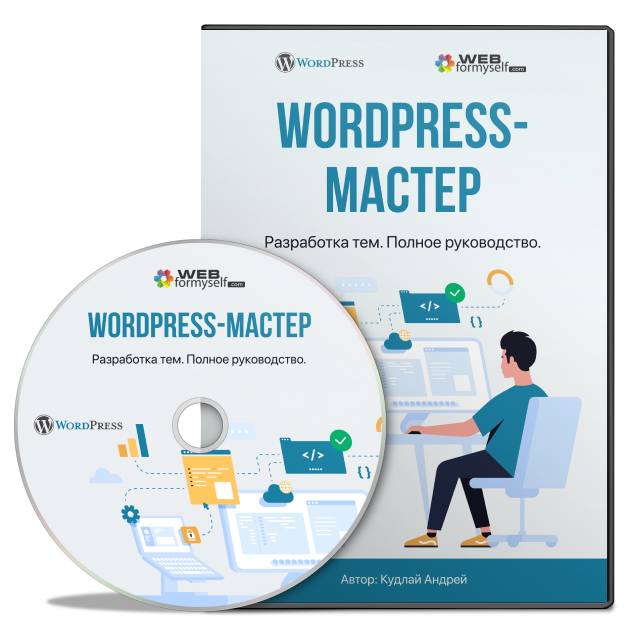 WORDPRESS
WEB
formyself.com
WORDPRESS-
МАСТЕР
Разработка тем. Полное руководство.
</>
{}
Автор: Кудлай Андрей
WEB
formyself.com
WORDPRESS-МАСТЕР
Разработка тем. Полное руководство.
WORDPRESS
</>
{}